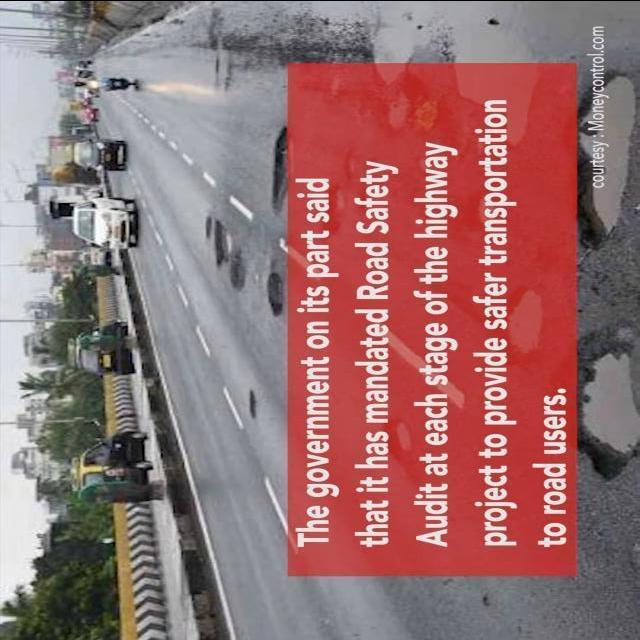 The government on its part said
that it has mandated Road Safety
Audit at each stage of the highway
project to provide safer transportation
to road users.
courtesy : Moneycontrol.com